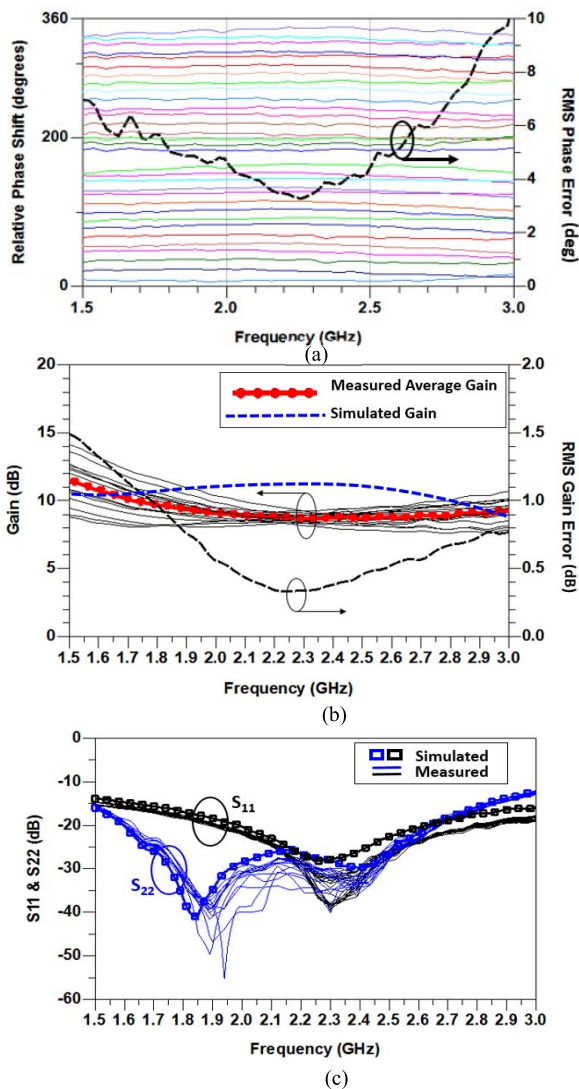 360
200
0
Relative Phase Shift (degrees)
10
8
6
4
2
0
RMS Phase Error (deg)
1.5 2.0 2.5 3.0
Frequency (GHz)
(a)
20
15
10
5
0
Gain (dB)
Measured Average Gain
Simulated Gain
2.0
1.5
1.0
0.5
0.0
RMS Gain Error (dB)
1.5 1.6 1.7 1.8 1.9 2.0 2.1 2.2 2.3 2.4 2.5 2.6 2.7 2.8 2.9 3.0
Frequency (GHz)
(b)
0
-10
-20
-30
-40
-50
-60
S11 & S22 (dB)
Simulated
Measured
S11
S22
1.5 1.6 1.7 1.8 1.9 2.0 2.1 2.2 2.3 2.4 2.5 2.6 2.7 2.8 2.9 3.0
Frequency (GHz)
(c)